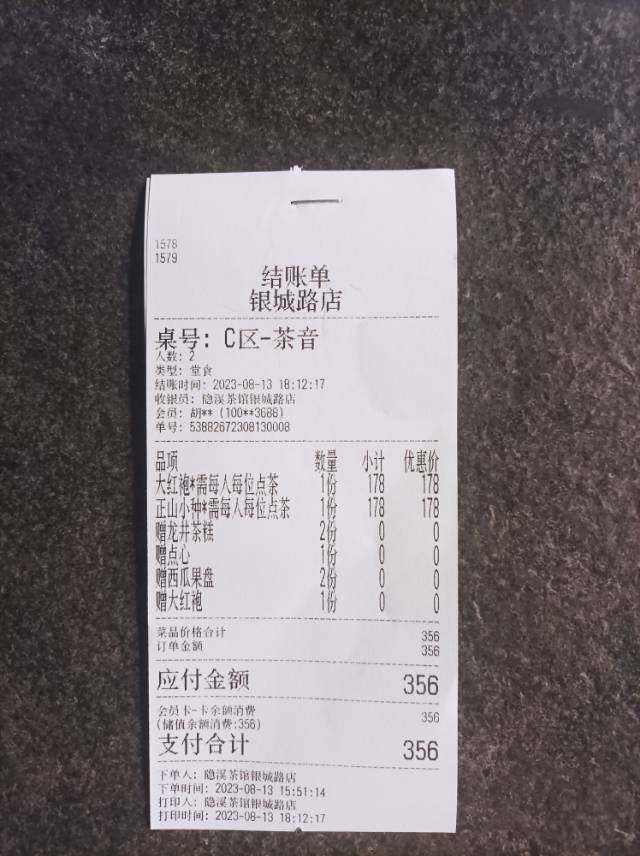 1578
1579
结账单
银城路店
桌号: C区-茶音
人数: 2
类型: 堂食
结账时间: 2023-08-13 18:12:17
收银员: 隐溪茶馆银城路店
会员: 胡** (100**3688)
单号: 53882672308130008
品项 数量 小计 优惠价
大红袍*需每人每位点茶 1份 178 178
正山小种*需每人每位点茶 1份 178 178
赠龙井茶糕 2份 0 0
赠点心 1份 0 0
赠西瓜果盘 2份 0 0
赠大红袍 1份 0 0
菜品价格合计 356
订单金额 356
应付金额 356
会员卡-卡余额消费 356
(储值余额消费:356)
支付合计 356
下单人: 隐溪茶馆银城路店
下单时间: 2023-08-13 15:51:14
打印人: 隐溪茶馆银城路店
打印时间: 2023-08-13 18:12:17